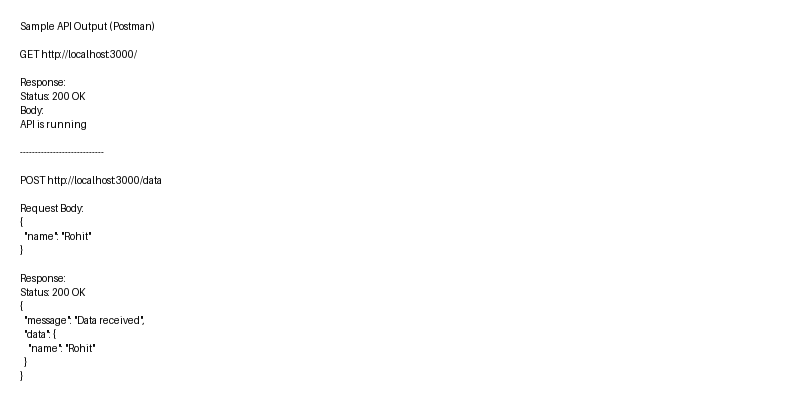 Sample API Output (Postman)
GET http://localhost:3000/
Response:
Status: 200 OK
Body:
API is running
----------------------------
POST http://localhost:3000/data
Request Body:
{
"name": "Rohit"
}
Response:
Status: 200 OK
{
"message": "Data received",
"data": {
"name": "Rohit"
}
}